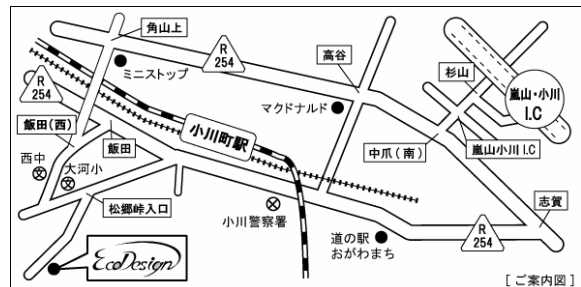 角山上
R
254
ミニストップ
R
254
高谷
杉山
嵐山・小川
I.C
マクドナルド
飯田(西)
飯田
小川町駅
中爪(南)
嵐山小川 I.C
西中
大河小
松郷峠入口
小川警察署
道の駅
おがわまち
志賀
R
254
EcoDesign
[ ご案内図 ]